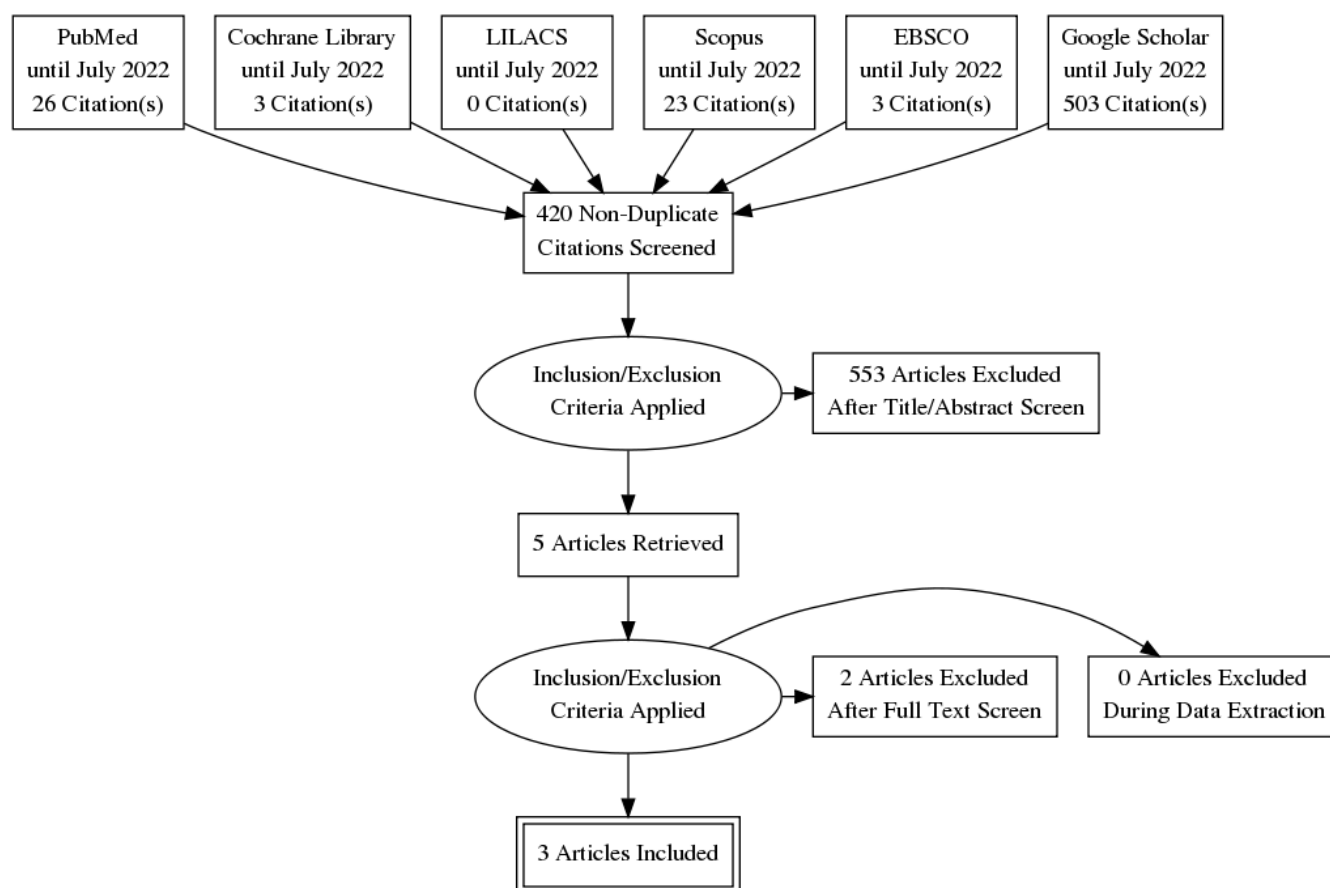 PubMed
until July 2022
26 Citation(s)
Cochrane Library
until July 2022
3 Citation(s)
LILACS
until July 2022
0 Citation(s)
Scopus
until July 2022
23 Citation(s)
EBSCO
until July 2022
3 Citation(s)
Google Scholar
until July 2022
503 Citation(s)
420 Non-Duplicate
Citations Screened
Inclusion/Exclusion
Criteria Applied
553 Articles Excluded
After Title/Abstract Screen
5 Articles Retrieved
Inclusion/Exclusion
Criteria Applied
2 Articles Excluded
After Full Text Screen
0 Articles Excluded
During Data Extraction
3 Articles Included